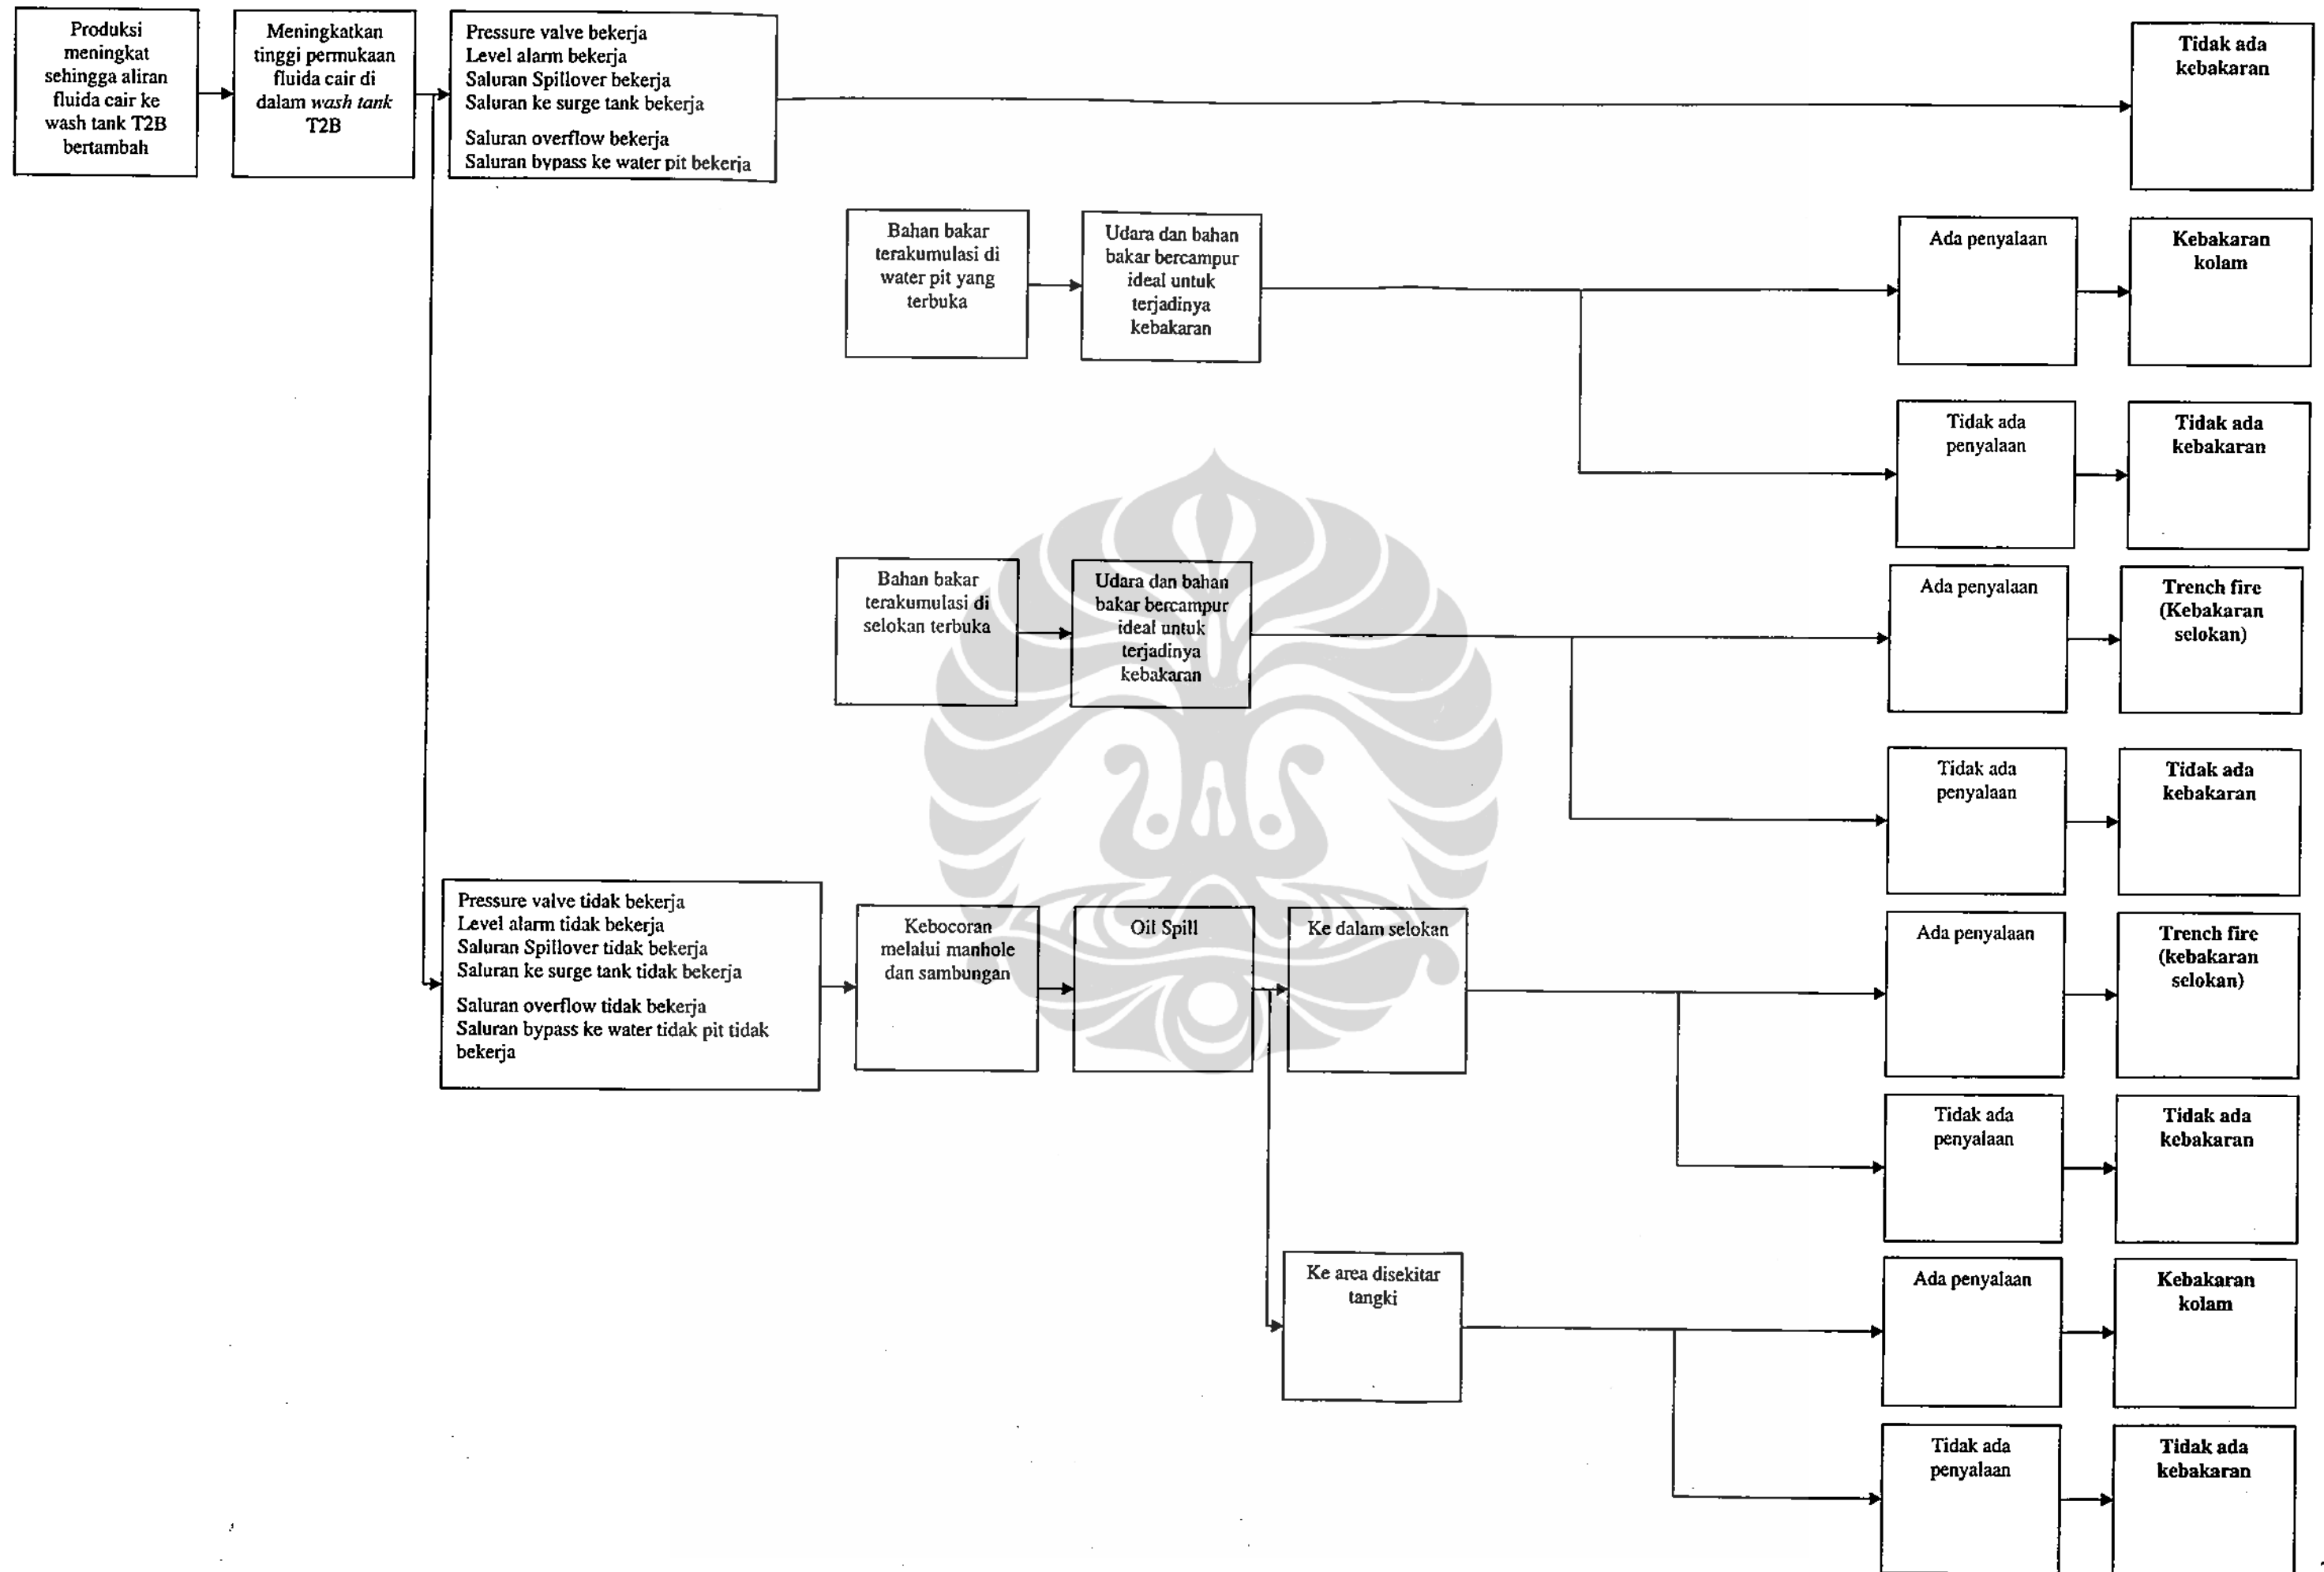 Produksi
meningkat
sehingga aliran
fluida cair ke
wash tank T2B
bertambah
Meningkatkan
tinggi permukaan
fluida cair di
dalam wash tank
T2B
Pressure valve bekerja
Level alarm bekerja
Saluran Spillover bekerja
Saluran ke surge tank bekerja
Saluran overflow bekerja
Saluran bypass ke water pit bekerja
Tidak ada
kebakaran
Bahan bakar
terakumulasi di
water pit yang
terbuka
Udara dan bahan
bakar bercampur
ideal untuk
terjadinya
kebakaran
Ada penyalaan
Kebakaran
kolam
Tidak ada
penyalaan
Tidak ada
kebakaran
Bahan bakar
terakumulasi di
selokan terbuka
Udara dan bahan
bakar bercampur
ideal untuk
terjadinya
kebakaran
Ada penyalaan
Trench fire
(Kebakaran
selokan)
Tidak ada
penyalaan
Tidak ada
kebakaran
Pressure valve tidak bekerja
Level alarm tidak bekerja
Saluran Spillover tidak bekerja
Saluran ke surge tank tidak bekerja
Saluran overflow tidak bekerja
Saluran bypass ke water tidak pit tidak
bekerja
Kebocoran
melalui manhole
dan sambungan
Oil Spill
Ke dalam selokan
Ada penyalaan
Trench fire
(kebakaran
selokan)
Tidak ada
penyalaan
Tidak ada
kebakaran
Ke area disekitar
tangki
Ada penyalaan
Kebakaran
kolam
Tidak ada
penyalaan
Tidak ada
kebakaran